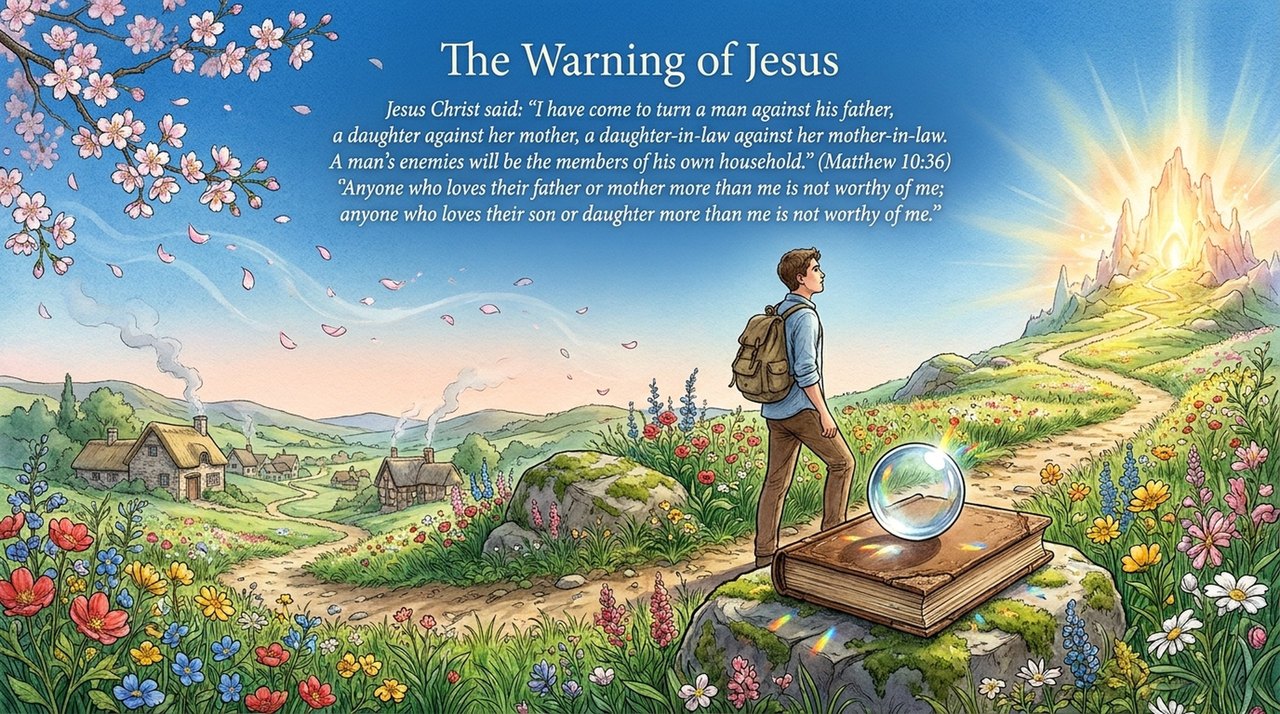 The Warning of Jesus
Jesus Christ said: “I have come to turn a man against his father,
a daughter against her mother, a daughter-in-law against her mother-in-law.
A man’s enemies will be the members of his own household.” (Matthew 10:36)
“Anyone who loves their father or mother more than me is not worthy of me;
anyone who loves their son or daughter more than me is not worthy of me.”